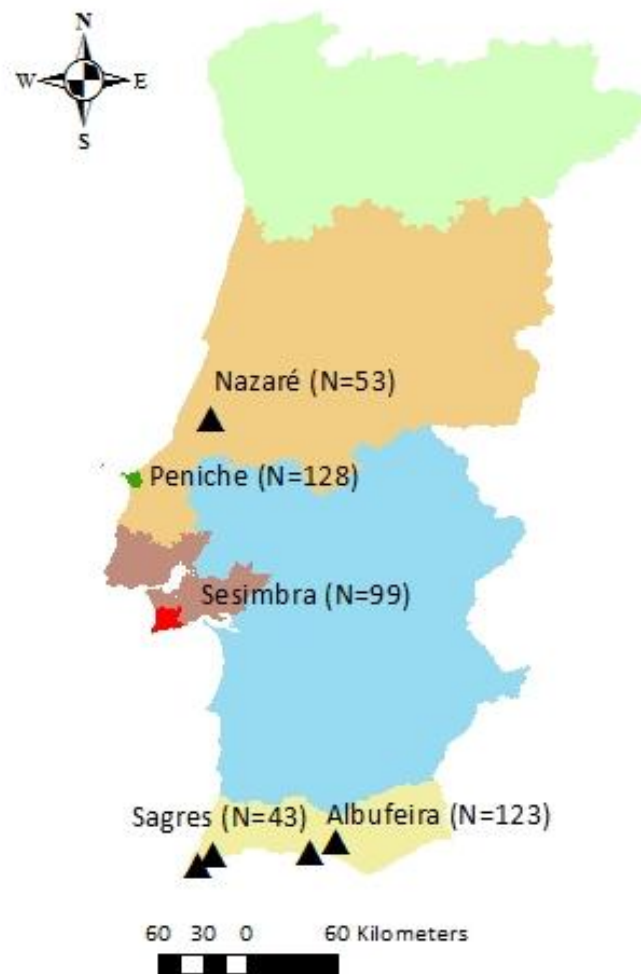 N
W E
S
Nazaré (N=53)
Peniche (N=128)
Sesimbra (N=99)
Sagres (N=43) Albufeira (N=123)
60 30 0 60 Kilometers